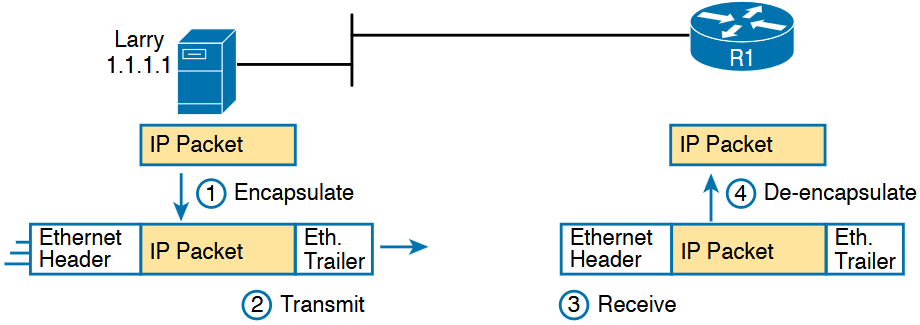 Larry
1.1.1.1
R1
IP Packet
IP Packet
1 Encapsulate
4 De-encapsulate
Ethernet
Header
IP Packet
Eth.
Trailer
Ethernet
Header
IP Packet
Eth.
Trailer
2 Transmit
3 Receive